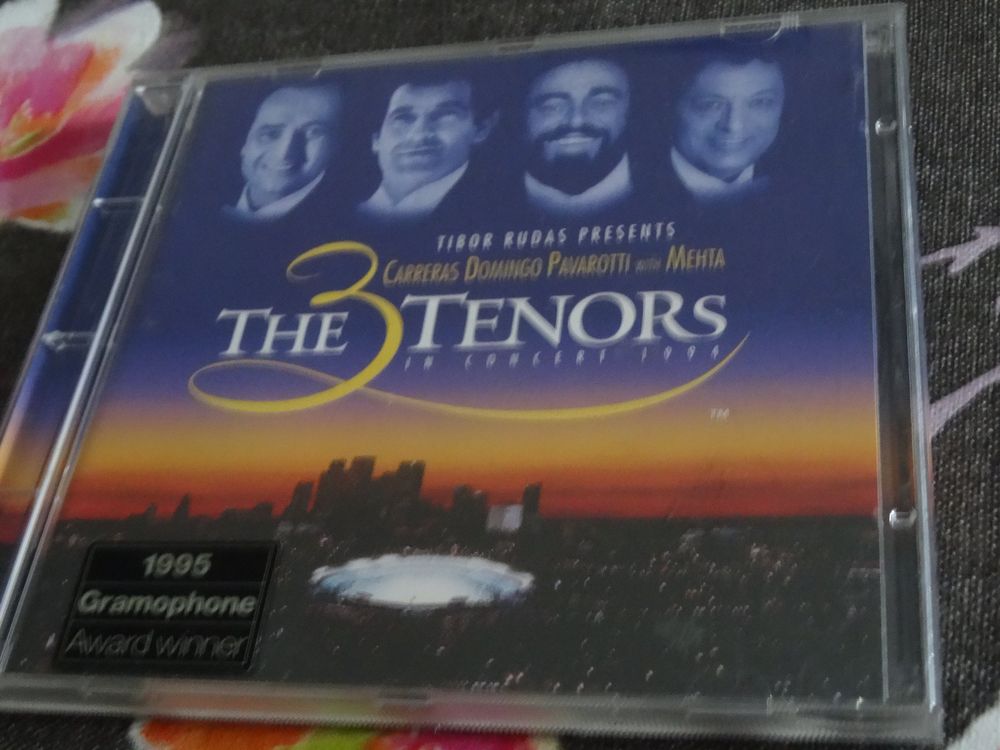 TIBOR RUDAS PRESENTS
CARRERAS DOMINGO PAVAROTTI WITH MEHTA
THE 3 TENORS
IN CONCERT 1994
TM
1995
Gramophone
Award winner